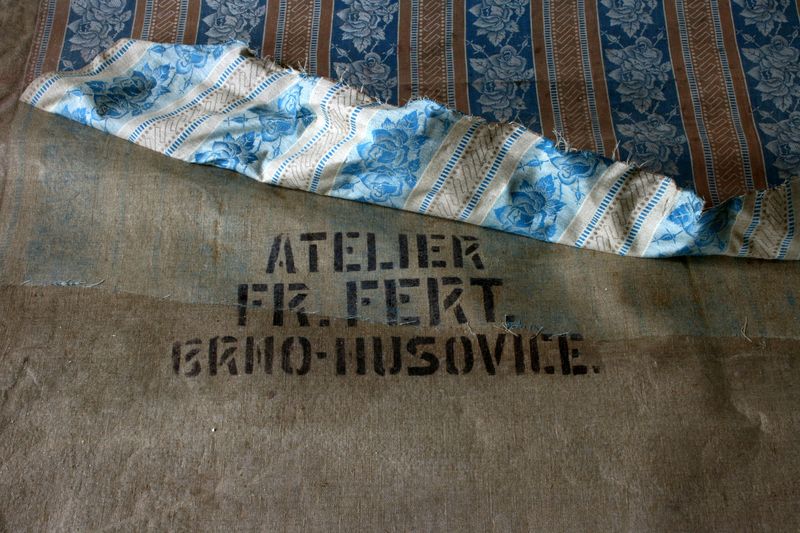 ATELIER
FR. FERT.
BRNO-HUSOVICE.